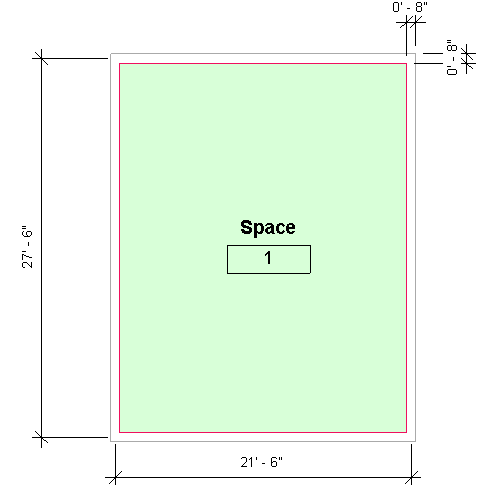 0' - 8"
0' - 8"
27' - 6"
Space
1
21' - 6"